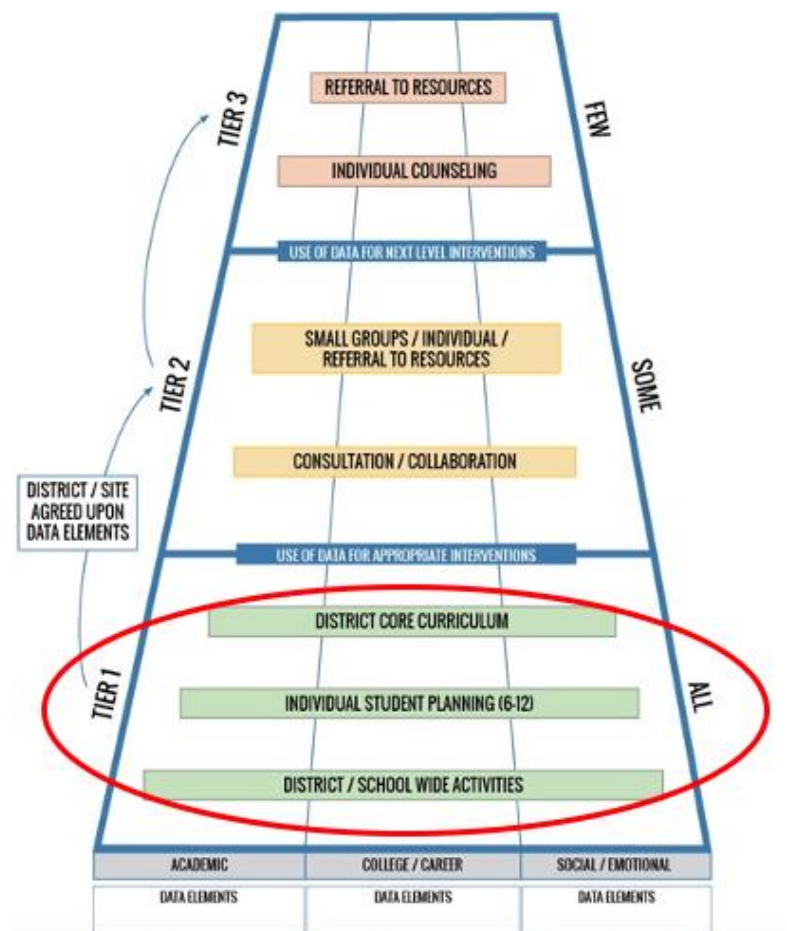 REFERRAL TO RESOURCES
TIER 3
FEW
INDIVIDUAL COUNSELING
USE OF DATA FOR NEXT LEVEL INTERVENTIONS
SMALL GROUPS / INDIVIDUAL /
REFERRAL TO RESOURCES
TIER 2
SOME
CONSULTATION / COLLABORATION
DISTRICT / SITE
AGREED UPON
DATA ELEMENTS
USE OF DATA FOR APPROPRIATE INTERVENTIONS
DISTRICT CORE CURRICULUM
TIER 1
ALL
INDIVIDUAL STUDENT PLANNING (6-12)
DISTRICT / SCHOOL WIDE ACTIVITIES
ACADEMIC
COLLEGE / CAREER
SOCIAL / EMOTIONAL
DATA ELEMENTS
DATA ELEMENTS
DATA ELEMENTS